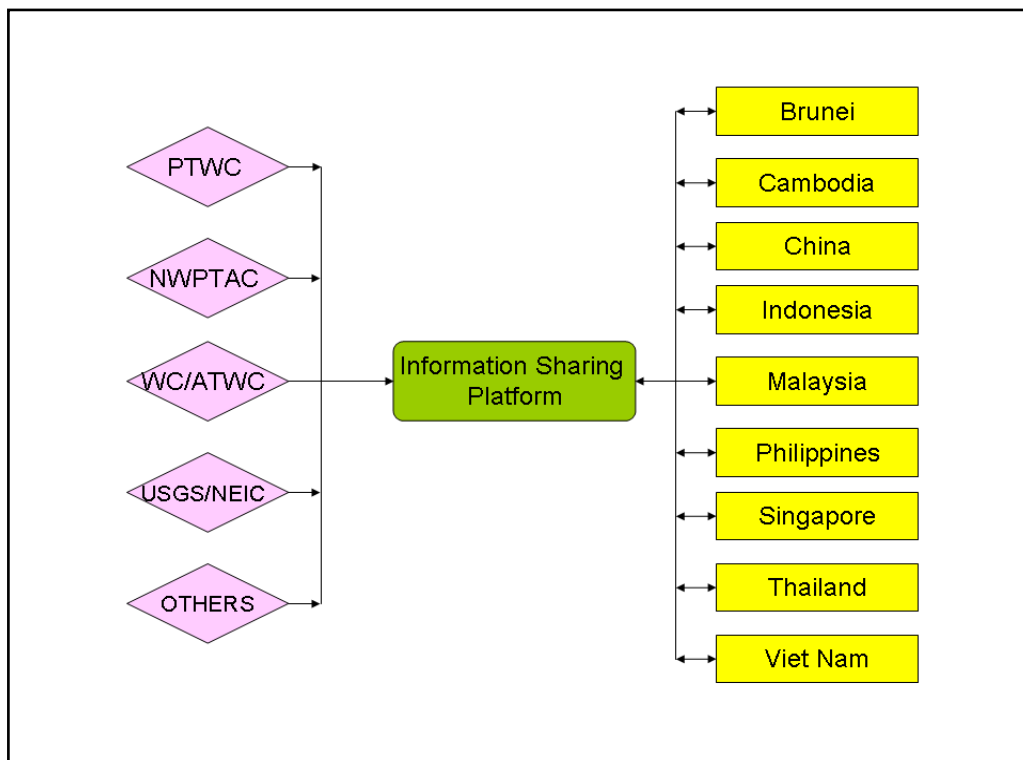 PTWC
NWPTAC
WC/ATWC
USGS/NEIC
OTHERS
Information Sharing
Platform
Brunei
Cambodia
China
Indonesia
Malaysia
Philippines
Singapore
Thailand
Viet Nam